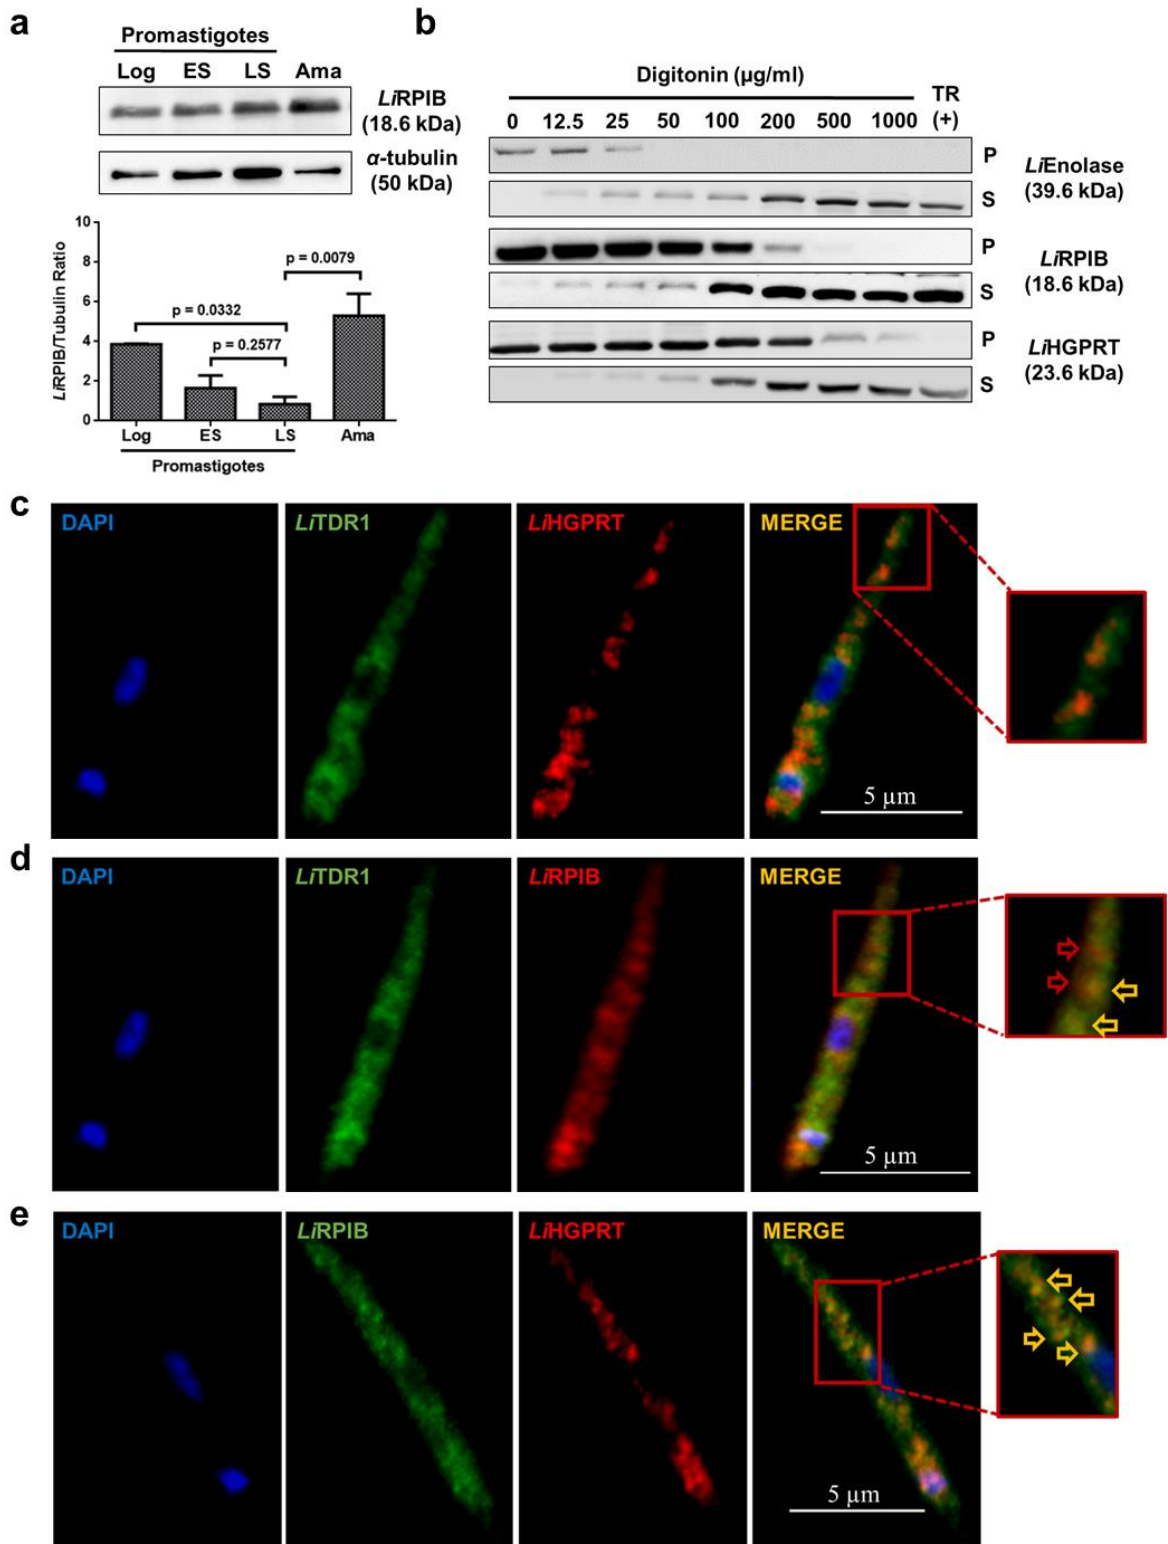 a
Promastigotes
Log ES LS Ama
LiRPIB
(18.6 kDa)
α-tubulin
(50 kDa)
LiRPIB/Tubulin Ratio
10
8
6
4
2
0
p = 0.0079
p = 0.0332
p = 0.2577
Log ES LS Ama
Promastigotes
b
Digitonin (µg/ml)
TR
0 12.5 25 50 100 200 500 1000 (+)
P
S
LiEnolase
(39.6 kDa)
P
S
LiRPIB
(18.6 kDa)
P
S
LiHGPRT
(23.6 kDa)
c
DAPI LiTDR1 LiHGPRT MERGE
5 µm
d
DAPI LiTDR1 LiRPIB MERGE
5 µm
e
DAPI LiRPIB LiHGPRT MERGE
5 µm